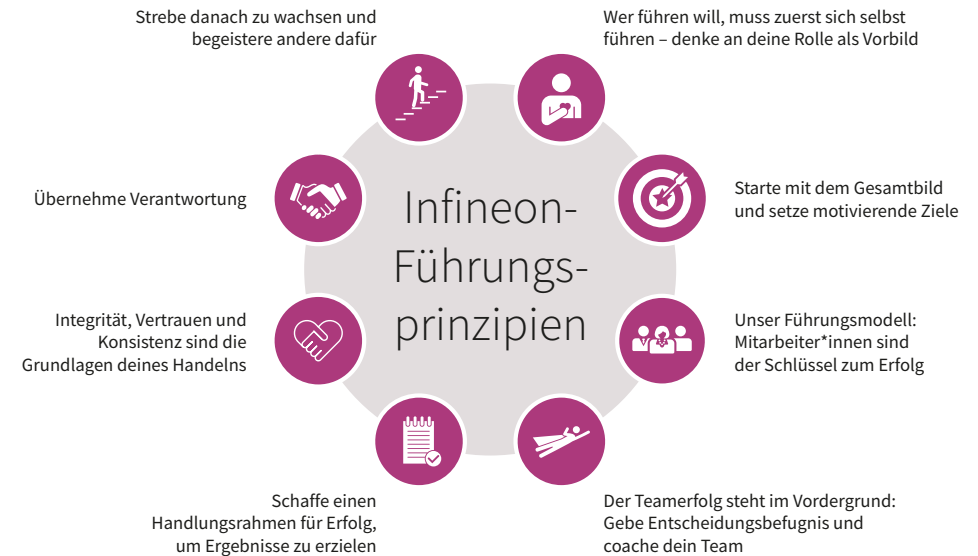 Strebe danach zu wachsen und
begeistere andere dafür
Wer führen will, muss zuerst sich selbst
führen – denke an deine Rolle als Vorbild
Übernehme Verantwortung
Infineon-
Führungs-
prinzipien
Starte mit dem Gesamtbild
und setze motivierende Ziele
Integrität, Vertrauen und
Konsistenz sind die
Grundlagen deines Handelns
Unser Führungsmodell:
Mitarbeiter*innen sind
der Schlüssel zum Erfolg
Schaffe einen
Handlungsrahmen für Erfolg,
um Ergebnisse zu erzielen
Der Teamerfolg steht im Vordergrund:
Gebe Entscheidungsbefugnis und
coache dein Team